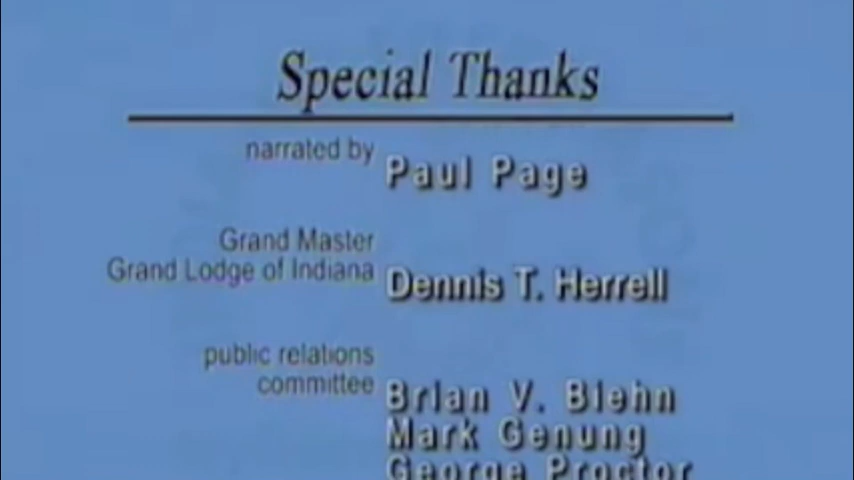 Special Thanks
narrated by
Paul Page
Grand Master
Grand Lodge of Indiana
Dennis T. Herrell
public relations
committee
Brian V. Biehn
Mark Genung
George Proctor